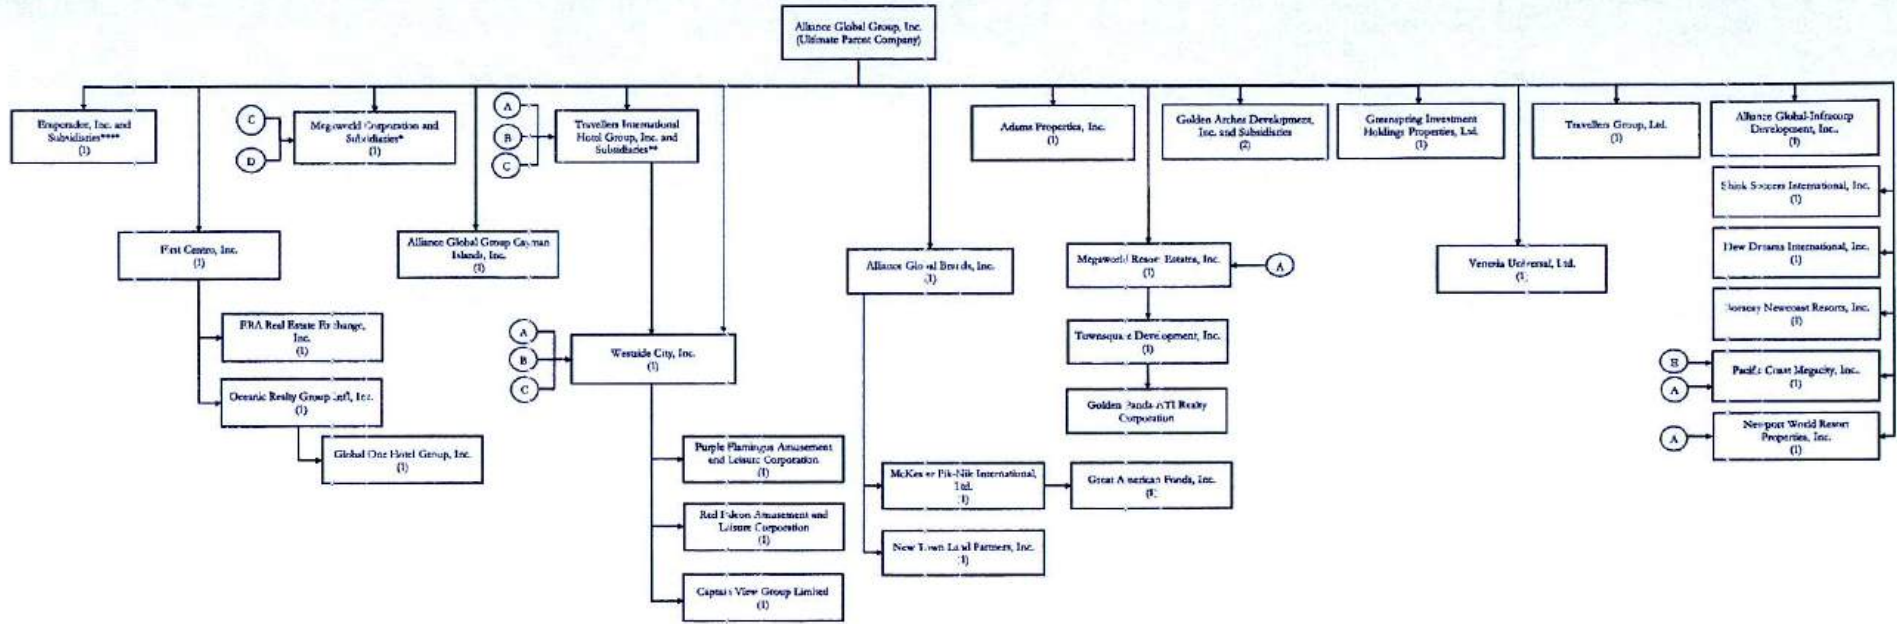 Alliance Global Group, Inc.
(Ultimate Parent Company)
Emperador, Inc. and
Subsidiaries****
(1)
C
D
Megaworld Corporation and
Subsidiaries*
(1)
A
B
C
Travellers International
Hotel Group, Inc. and
Subsidiaries**
Adams Properties, Inc.
(1)
Golden Arches Development,
Inc. and Subsidiaries
(2)
Greenspring Investment
Holdings Properties, Ltd.
(1)
Travellers Group, Ltd.
(1)
Alliance Global-Infracorp
Development, Inc.,
(1)
Shiok Success International, Inc.
(1)
Dew Dreams International, Inc.
(1)
Boracay Newcoast Resorts, Inc.
(1)
E
A
Pacific Coast Megacity, Inc.
(1)
A
Newport World Resort
Properties, Inc.
(1)
First Centro, Inc.
(1)
Alliance Global Group Cayman
Islands, Inc.
(1)
Alliance Global Brands, Inc.
(1)
Megaworld Resort Estates, Inc.
(1)
A
Venezia Universal, Ltd.
(1)
ERA Real Estate Exchange,
Inc.
(1)
Oceanic Realty Group Int'l, Inc.
(1)
Global One Hotel Group, Inc.
(1)
A
B
C
Westside City, Inc.
(1)
Townsquare Development, Inc.
(1)
Golden Panda-ATI Realty
Corporation
Purple Flamingos Amusement
and Leisure Corporation
(1)
Red Falcon Amusement and
Leisure Corporation
(1)
Captain View Group Limited
(1)
McKester Pik-Nik International,
Ltd.
(1)
Great American Foods, Inc.
(1)
New Town Land Partners, Inc.
(1)